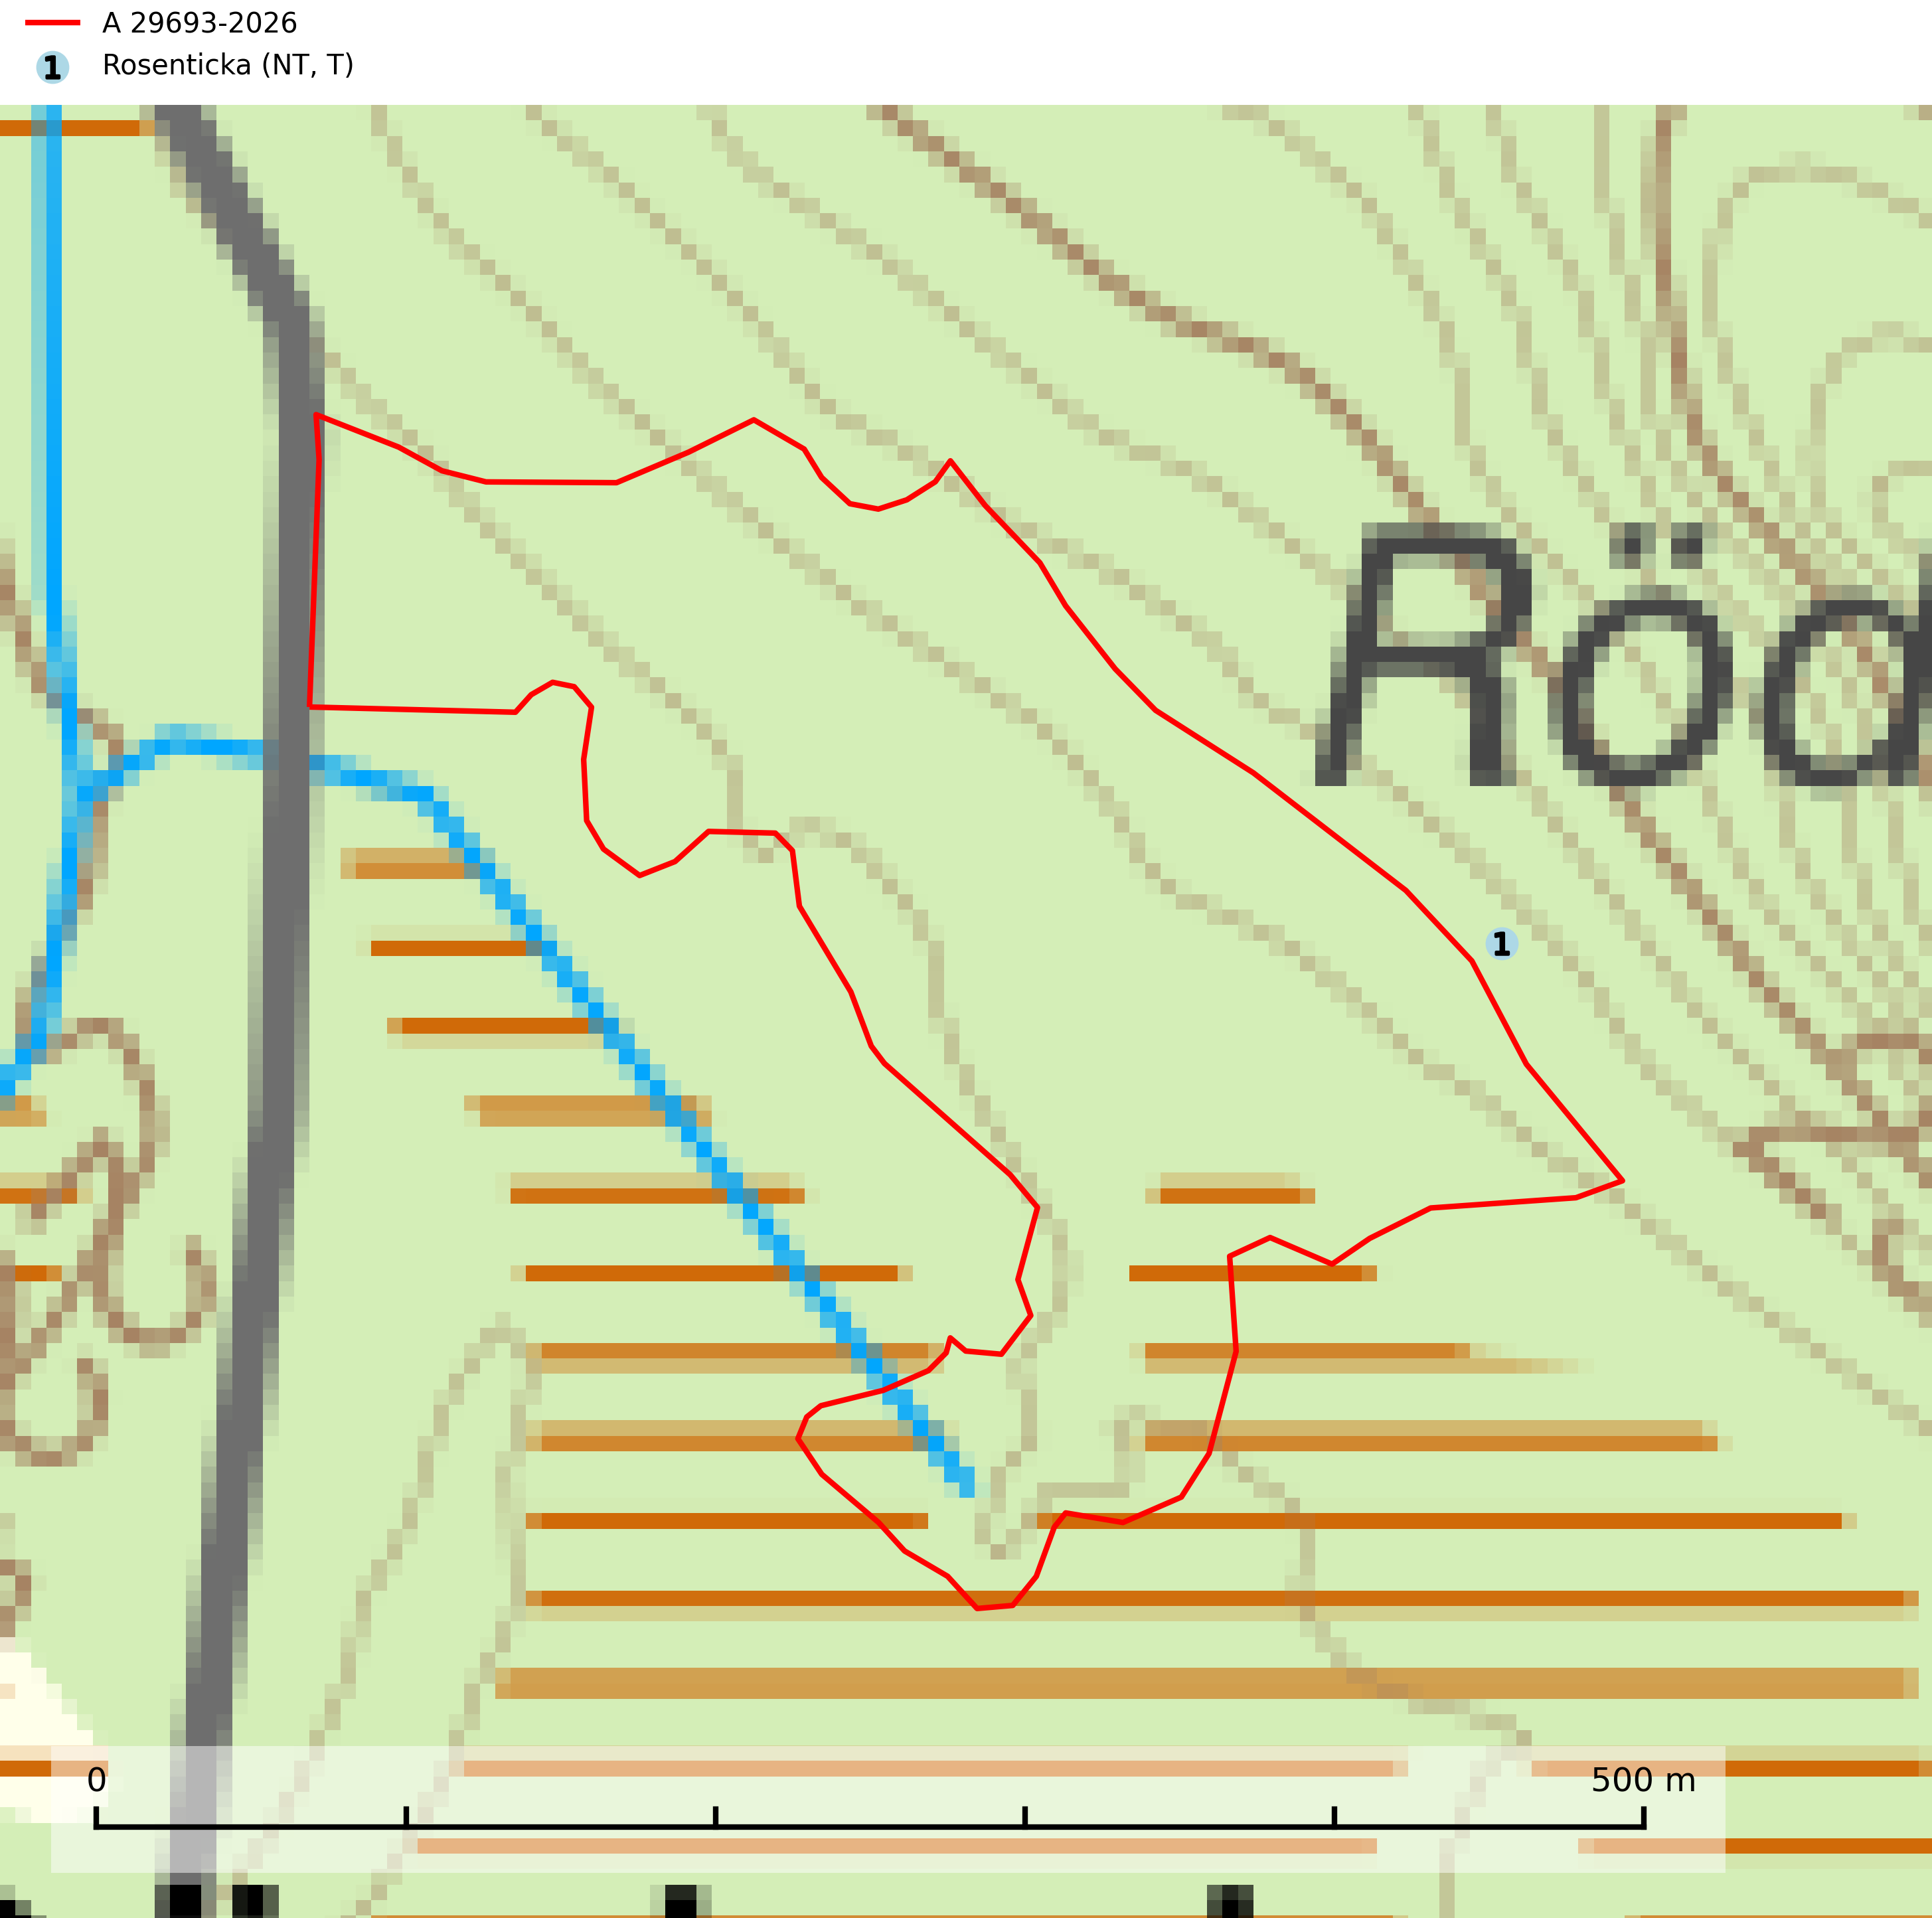 A 29693-2026
1 Rosenticka (NT, T)
Röd
1
0 500 m